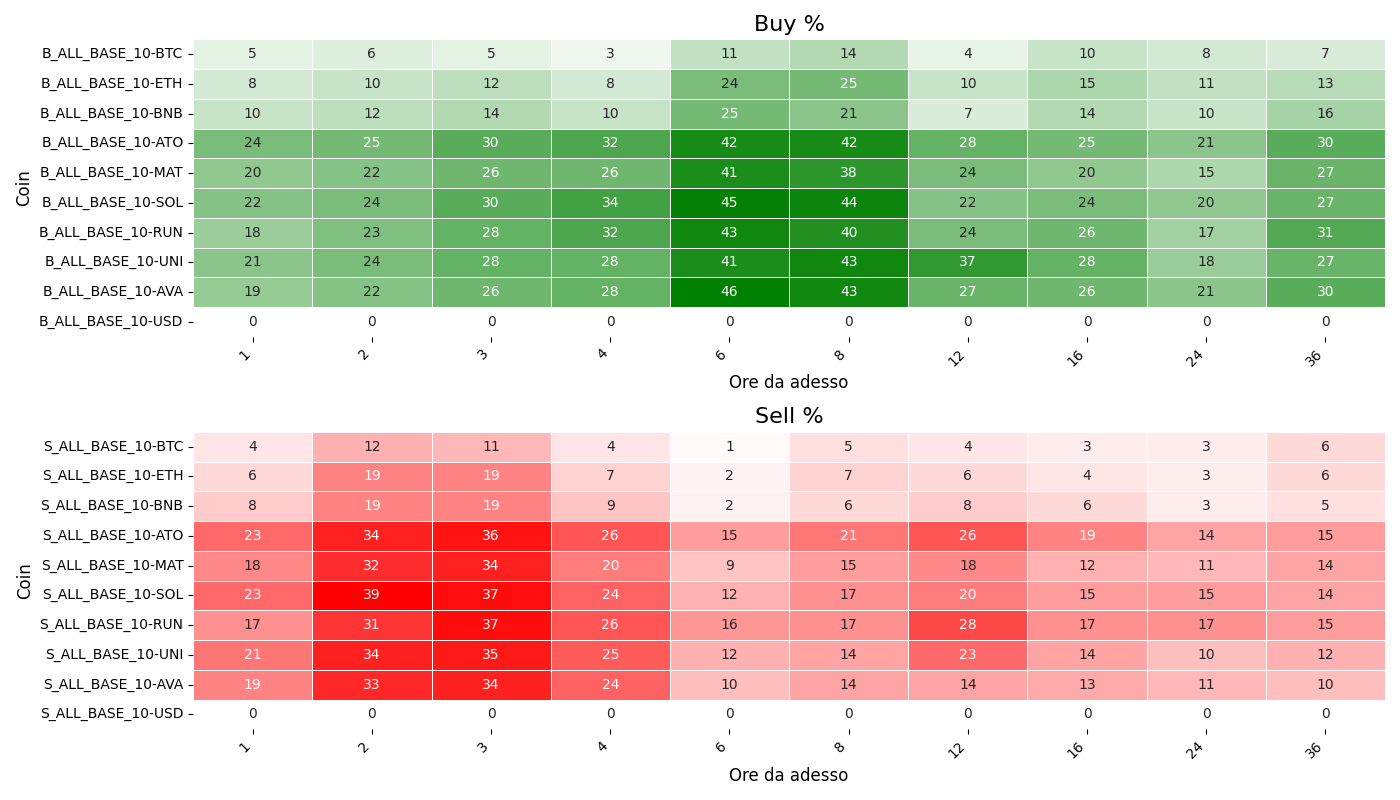 Buy %
Coin
B_ALL_BASE_10-BTC 5 6 5 3 11 14 4 10 8 7
B_ALL_BASE_10-ETH 8 10 12 8 24 25 10 15 11 13
B_ALL_BASE_10-BNB 10 12 14 10 25 21 7 14 10 16
B_ALL_BASE_10-ATO 24 25 30 32 42 42 28 25 21 30
B_ALL_BASE_10-MAT 20 22 26 26 41 38 24 20 15 27
B_ALL_BASE_10-SOL 22 24 30 34 45 44 22 24 20 27
B_ALL_BASE_10-RUN 18 23 28 32 43 40 24 26 17 31
B_ALL_BASE_10-UNI 21 24 28 28 41 43 37 28 18 27
B_ALL_BASE_10-AVA 19 22 26 28 46 43 27 26 21 30
B_ALL_BASE_10-USD 0 0 0 0 0 0 0 0 0 0
1 2 3 4 6 8 12 16 24 36
Ore da adesso
Sell %
Coin
S_ALL_BASE_10-BTC 4 12 11 4 1 5 4 3 3 6
S_ALL_BASE_10-ETH 6 19 19 7 2 7 6 4 3 6
S_ALL_BASE_10-BNB 8 19 19 9 2 6 8 6 3 5
S_ALL_BASE_10-ATO 23 34 36 26 15 21 26 19 14 15
S_ALL_BASE_10-MAT 18 32 34 20 9 15 18 12 11 14
S_ALL_BASE_10-SOL 23 39 37 24 12 17 20 15 15 14
S_ALL_BASE_10-RUN 17 31 37 26 16 17 28 17 17 15
S_ALL_BASE_10-UNI 21 34 35 25 12 14 23 14 10 12
S_ALL_BASE_10-AVA 19 33 34 24 10 14 14 13 11 10
S_ALL_BASE_10-USD 0 0 0 0 0 0 0 0 0 0
1 2 3 4 6 8 12 16 24 36
Ore da adesso